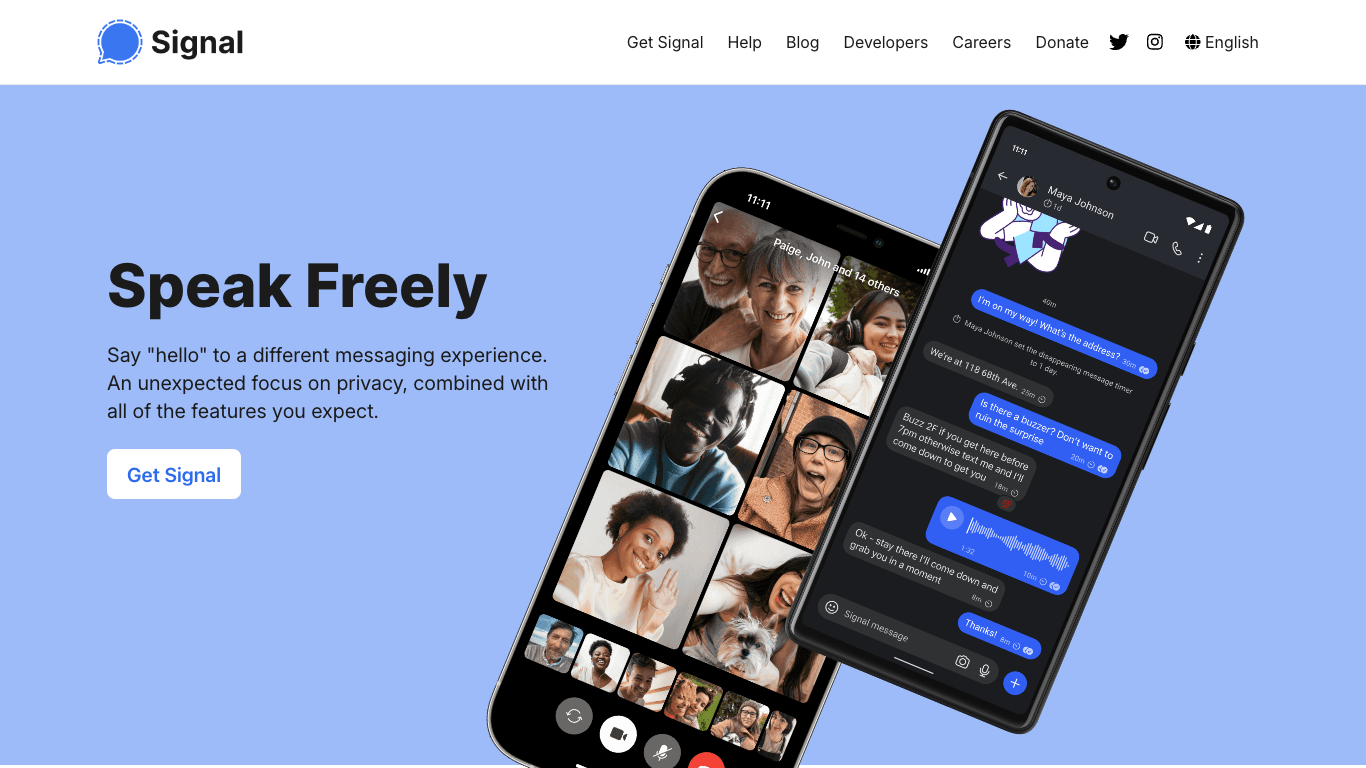 Signal
Get Signal
Help
Blog
Developers
Careers
Donate
English
Speak Freely
Say "hello" to a different messaging experience.
An unexpected focus on privacy, combined with
all of the features you expect.
Get Signal
11:11
Paige, John and 14 others
11:11
Maya Johnson
1d
40m
I'm on my way! What's the address? 30m
Maya Johnson set the disappearing message timer
to 1 day.
We're at 118 68th Ave. 25m
Is there a buzzer? Don't want to
ruin the surprise
20m
Buzz 2F if you get here before
7pm otherwise text me and I'll
come down to get you
18m
1:32
10m
Ok - stay there I'll come down and
grab you in a moment
8m
Thanks! 8m
Signal message